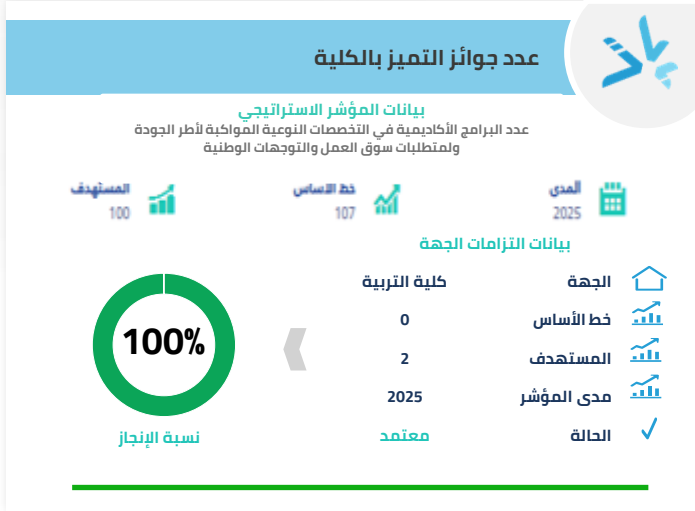 عدد جوائز التميز بالكلية
بيانات المؤشر الاستراتيجي
عدد البرامج الأكاديمية في التخصصات النوعية المواكبة لأطر الجودة
ولمتطلبات سوق العمل والتوجهات الوطنية
المدى خط الأساس المستهدف
2025 107 100
بيانات التزامات الجهة
الجهة كلية التربية
خط الأساس 0
المستهدف 2
مدى المؤشر 2025
الحالة معتمد
100%
نسبة الإنجاز